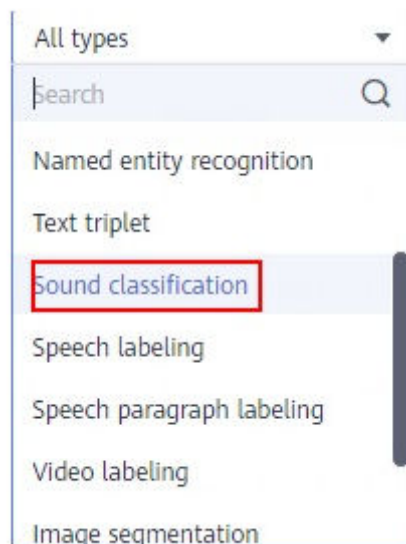 All types
Search
Named entity recognition
Text triplet
Sound classification
Speech labeling
Speech paragraph labeling
Video labeling
Image segmentation